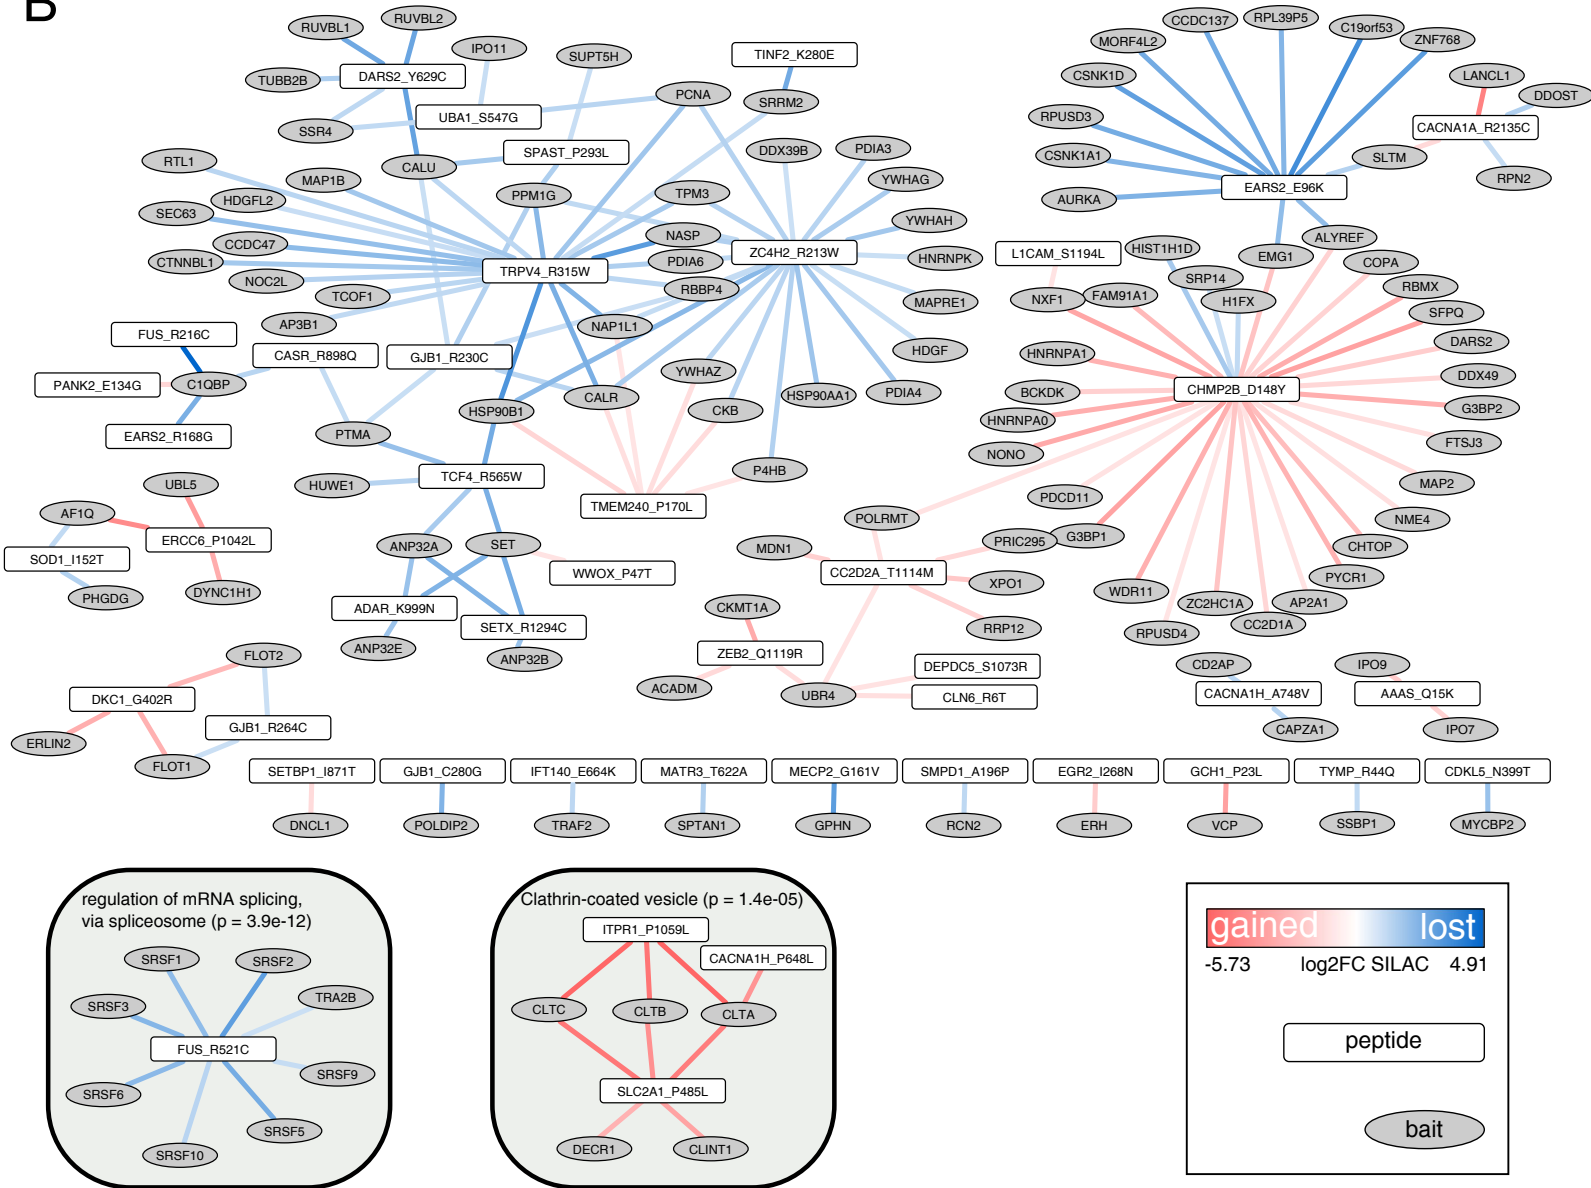 B
RUVBL1
RUVBL2
IPO11
SUPT5H
TUBB2B
DARS2_Y629C
TINF2_K280E
PCNA
SRRM2
SSR4
UBA1_S547G
SPAST_P293L
CALU
RTL1
MAP1B
HDGFL2
SEC63
CCDC47
CTNNBL1
NOC2L
TCOF1
AP3B1
PPM1G
TPM3
NASP
PDIA6
RBBP4
NAP1L1
TRPV4_R315W
DDX39B
PDIA3
YWHAG
YWHAH
ZC4H2_R213W
HNRNPK
MAPRE1
HDGF
PDIA4
HSP90AA1
YWHAZ
CKB
P4HB
FUS_R216C
CASR_R898Q
GJB1_R230C
PANK2_E134G
C1QBP
EARS2_R168G
HSP90B1
CALR
PTMA
HUWE1
TCF4_R565W
TMEM240_P170L
UBL5
AF1Q
ERCC6_P1042L
SOD1_I152T
PHGDG
DYNC1H1
ANP32A
SET
WWOX_P47T
ADAR_K999N
SETX_R1294C
ANP32E
ANP32B
CCDC137
RPL39P5
C19orf53
MORF4L2
ZNF768
CSNK1D
LANCL1
DDOST
RPUSD3
CACNA1A_R2135C
CSNK1A1
SLTM
RPN2
AURKA
EARS2_E96K
L1CAM_S1194L
HIST1H1D
EMG1
ALYREF
SRP14
COPA
NXF1
FAM91A1
H1FX
RBMX
SFPQ
HNRNPA1
DARS2
BCKDK
CHMP2B_D148Y
DDX49
HNRNPA0
G3BP2
NONO
FTSJ3
PDCD11
MAP2
POLRMT
NME4
MDN1
PRIC295
G3BP1
CHTOP
CC2D2A_T1114M
XPO1
PYCR1
WDR11
ZC2HC1A
AP2A1
CKMT1A
RRP12
RPUSD4
CC2D1A
ZEB2_Q1119R
DEPDC5_S1073R
ACADM
UBR4
CLN6_R6T
CD2AP
IPO9
CACNA1H_A748V
AAAS_Q15K
CAPZA1
IPO7
FLOT2
DKC1_G402R
GJB1_R264C
ERLIN2
FLOT1
SETBP1_I871T
GJB1_C280G
IFT140_E664K
MATR3_T622A
MECP2_G161V
SMPD1_A196P
EGR2_I268N
GCH1_P23L
TYMP_R44Q
CDKL5_N399T
DNCL1
POLDIP2
TRAF2
SPTAN1
GPHN
RCN2
ERH
VCP
SSBP1
MYCBP2
regulation of mRNA splicing,
via spliceosome (p = 3.9e-12)
SRSF1
SRSF2
SRSF3
TRA2B
FUS_R521C
SRSF9
SRSF6
SRSF5
SRSF10
Clathrin-coated vesicle (p = 1.4e-05)
ITPR1_P1059L
CACNA1H_P648L
CLTC
CLTB
CLTA
SLC2A1_P485L
DECR1
CLINT1
gained lost
-5.73 log2FC SILAC 4.91
peptide
bait